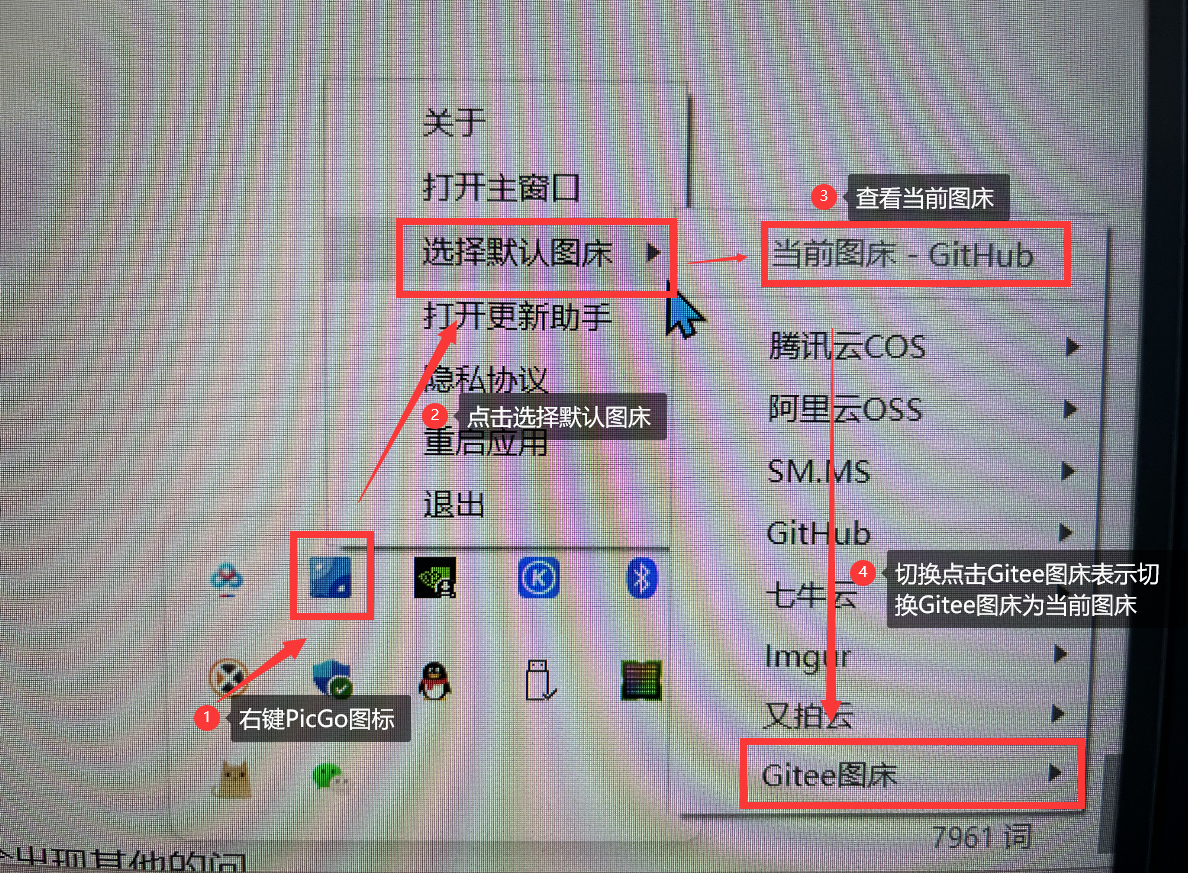 关于
打开主窗口
选择默认图床
打开更新助手
隐私协议
重启应用
退出
3
查看当前图床
当前图床 - GitHub
腾讯云COS
阿里云OSS
SM.MS
GitHub
七牛云
Imgur
又拍云
Gitee图床
2
点击选择默认图床
4
切换点击Gitee图床表示切
换Gitee图床为当前图床
K
1
右键PicGo图标
7961 词
出现其他的问